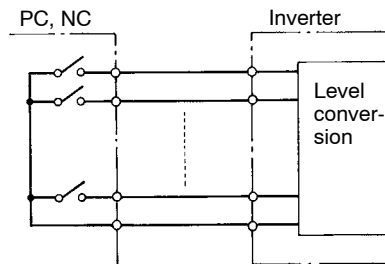 PC, NC
Inverter
Level
conver-
sion